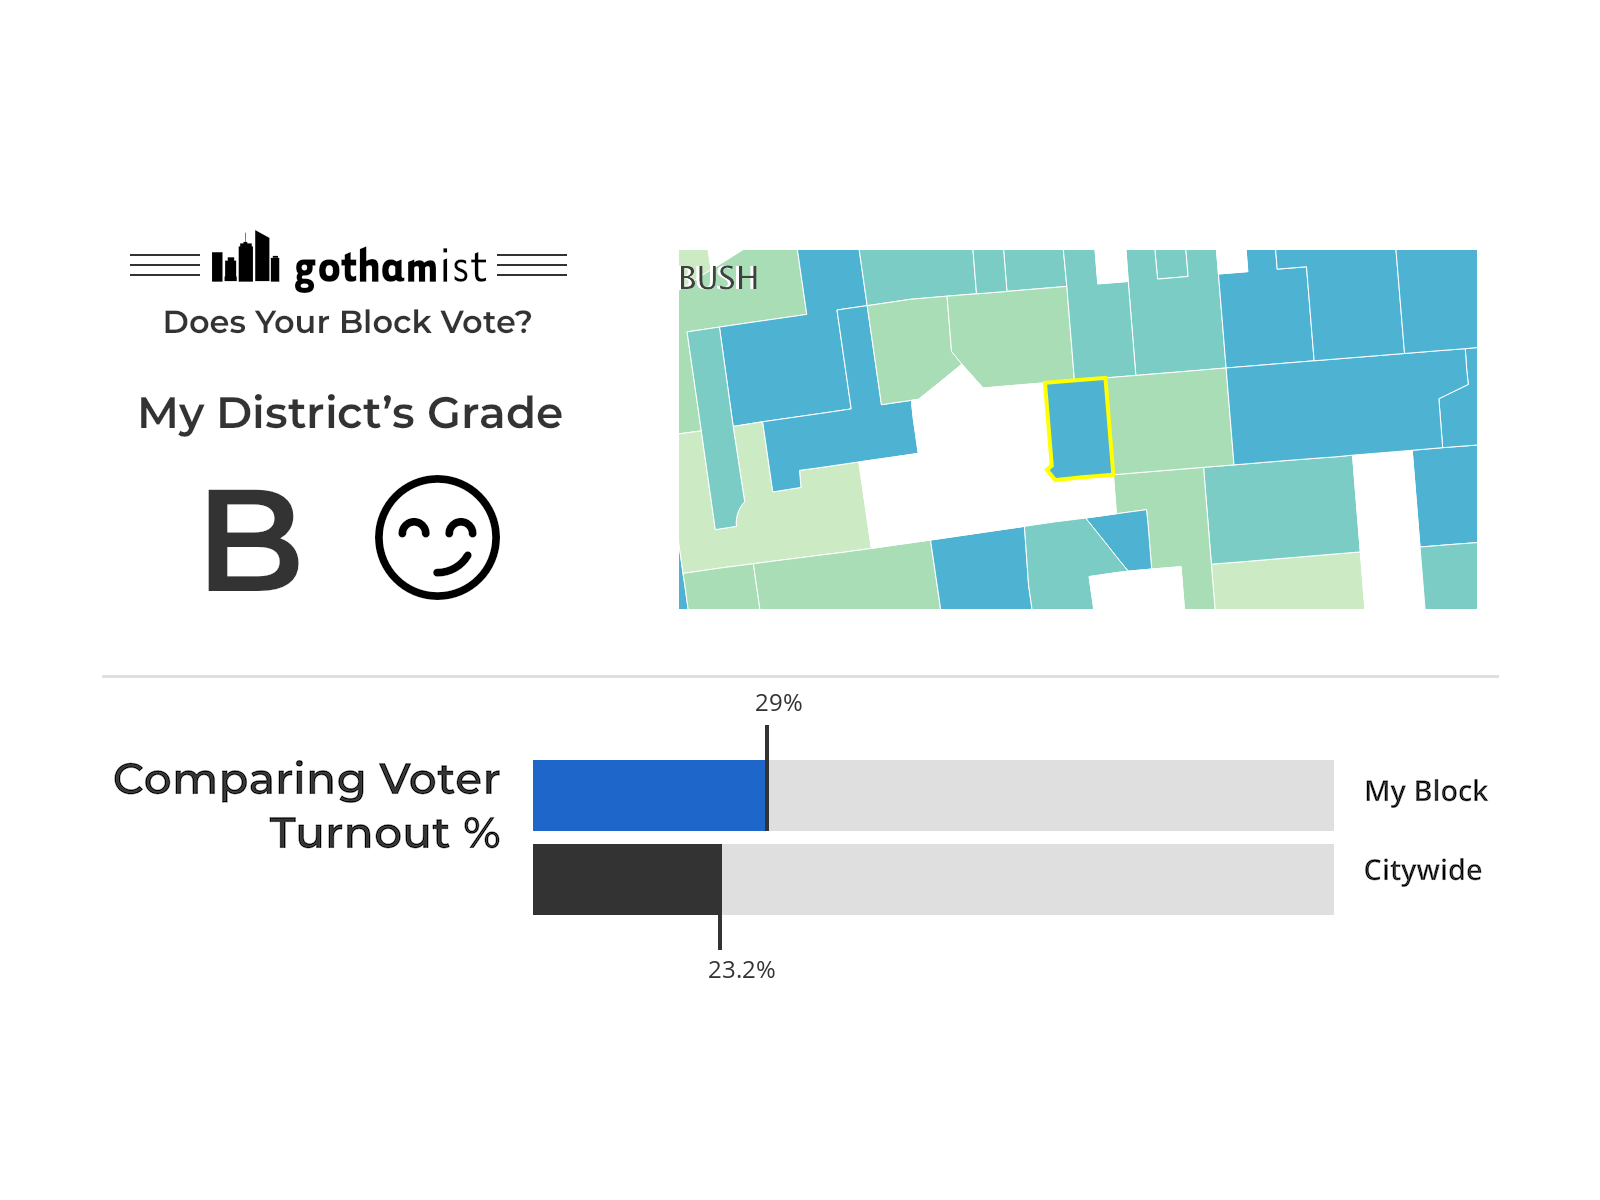 gothamist
Does Your Block Vote?
My District's Grade
B
BUSH
29%
Comparing Voter
Turnout %
My Block
Citywide
23.2%